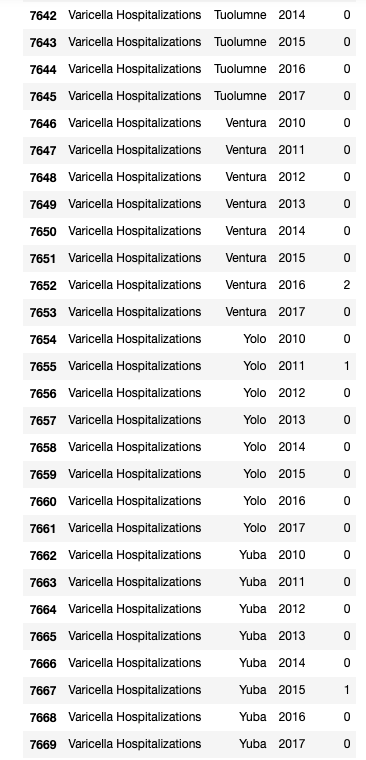 7642 Varicella Hospitalizations Tuolumne 2014 0
7643 Varicella Hospitalizations Tuolumne 2015 0
7644 Varicella Hospitalizations Tuolumne 2016 0
7645 Varicella Hospitalizations Tuolumne 2017 0
7646 Varicella Hospitalizations Ventura 2010 0
7647 Varicella Hospitalizations Ventura 2011 0
7648 Varicella Hospitalizations Ventura 2012 0
7649 Varicella Hospitalizations Ventura 2013 0
7650 Varicella Hospitalizations Ventura 2014 0
7651 Varicella Hospitalizations Ventura 2015 0
7652 Varicella Hospitalizations Ventura 2016 2
7653 Varicella Hospitalizations Ventura 2017 0
7654 Varicella Hospitalizations Yolo 2010 0
7655 Varicella Hospitalizations Yolo 2011 1
7656 Varicella Hospitalizations Yolo 2012 0
7657 Varicella Hospitalizations Yolo 2013 0
7658 Varicella Hospitalizations Yolo 2014 0
7659 Varicella Hospitalizations Yolo 2015 0
7660 Varicella Hospitalizations Yolo 2016 0
7661 Varicella Hospitalizations Yolo 2017 0
7662 Varicella Hospitalizations Yuba 2010 0
7663 Varicella Hospitalizations Yuba 2011 0
7664 Varicella Hospitalizations Yuba 2012 0
7665 Varicella Hospitalizations Yuba 2013 0
7666 Varicella Hospitalizations Yuba 2014 0
7667 Varicella Hospitalizations Yuba 2015 1
7668 Varicella Hospitalizations Yuba 2016 0
7669 Varicella Hospitalizations Yuba 2017 0